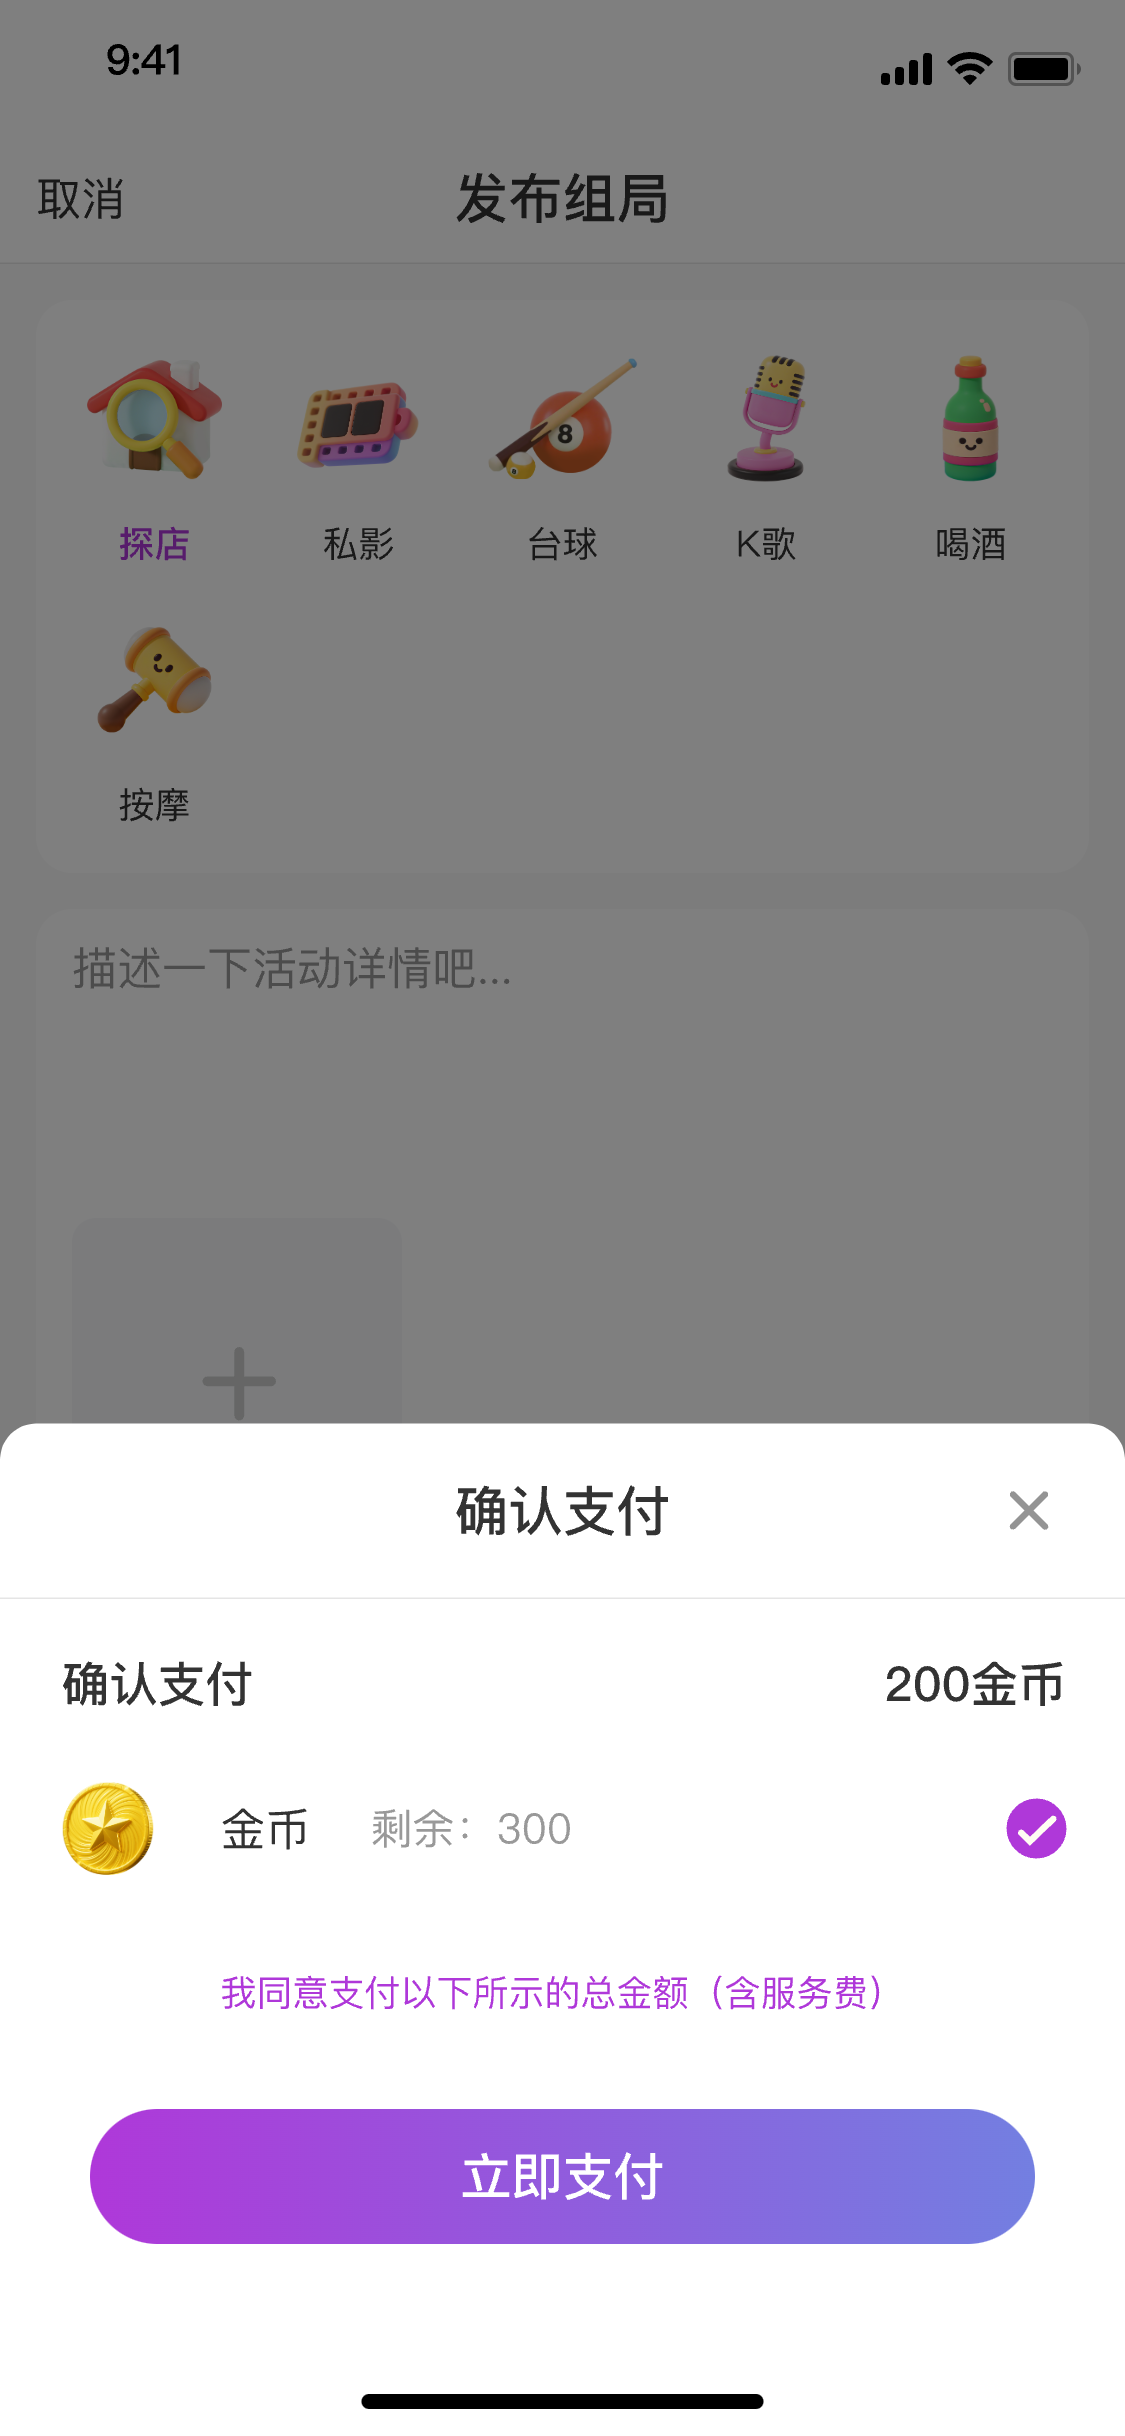 9:41
取消
发布组局
8
探店 私影 台球 K歌 喝酒
按摩
描述一下活动详情吧...
确认支付
确认支付 200金币
金币 剩余：300
我同意支付以下所示的总金额（含服务费）
立即支付